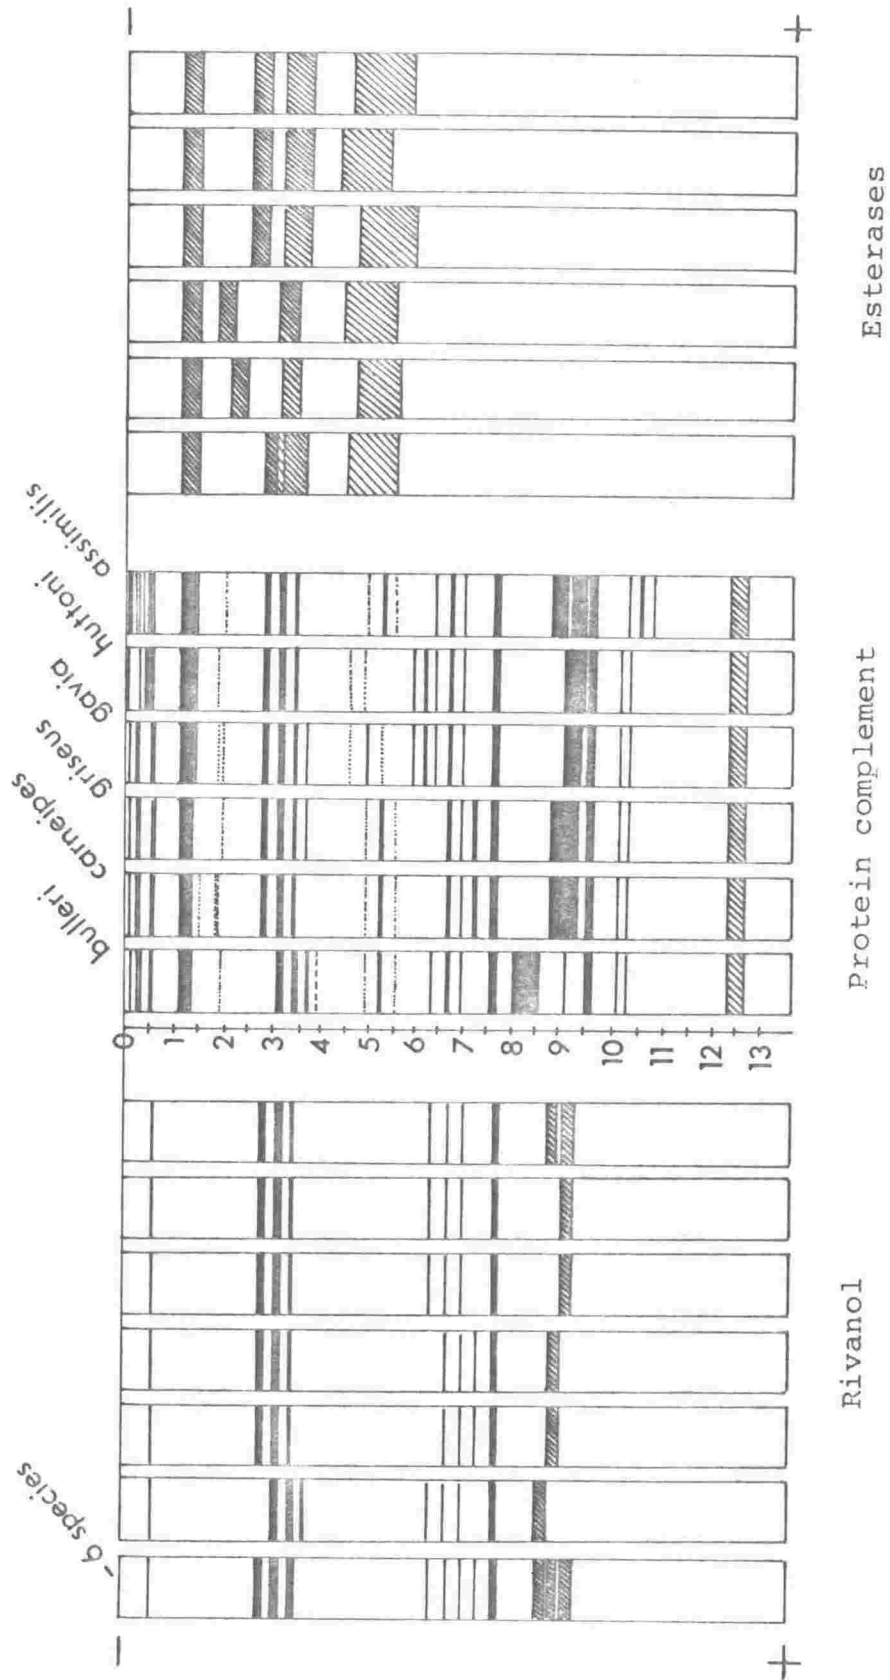 −
+
assimilis
huttoni
gavia
griseus
carneipes
bulleri
6 species
0 1 2 3 4 5 6 7 8 9 10 11 12 13
−
+
Esterases
Protein complement
Rivanol